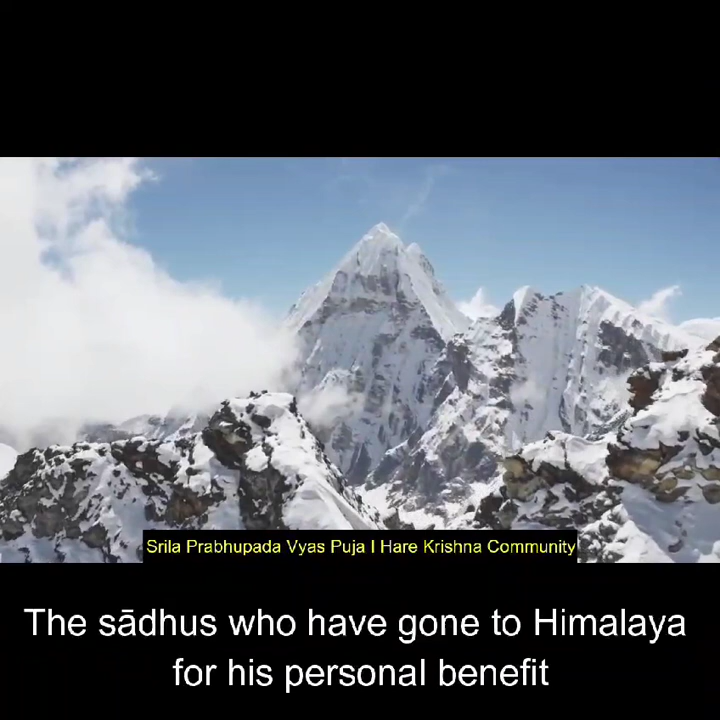 Srila Prabhupada Vyas Puja I Hare Krishna Community
The sādhus who have gone to Himalaya
for his personal benefit